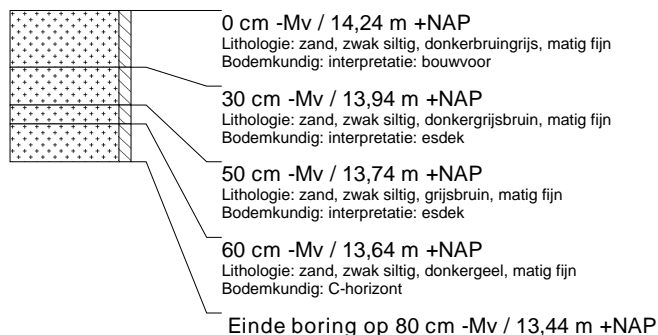 0 cm -Mv / 14,24 m +NAP
Lithologie: zand, zwak siltig, donkerbruingrijs, matig fijn
Bodemkundig: interpretatie: bouwvoor
30 cm -Mv / 13,94 m +NAP
Lithologie: zand, zwak siltig, donkergrijsbruin, matig fijn
Bodemkundig: interpretatie: esdek
50 cm -Mv / 13,74 m +NAP
Lithologie: zand, zwak siltig, grijsbruin, matig fijn
Bodemkundig: interpretatie: esdek
60 cm -Mv / 13,64 m +NAP
Lithologie: zand, zwak siltig, donkergeel, matig fijn
Bodemkundig: C-horizont
Einde boring op 80 cm -Mv / 13,44 m +NAP